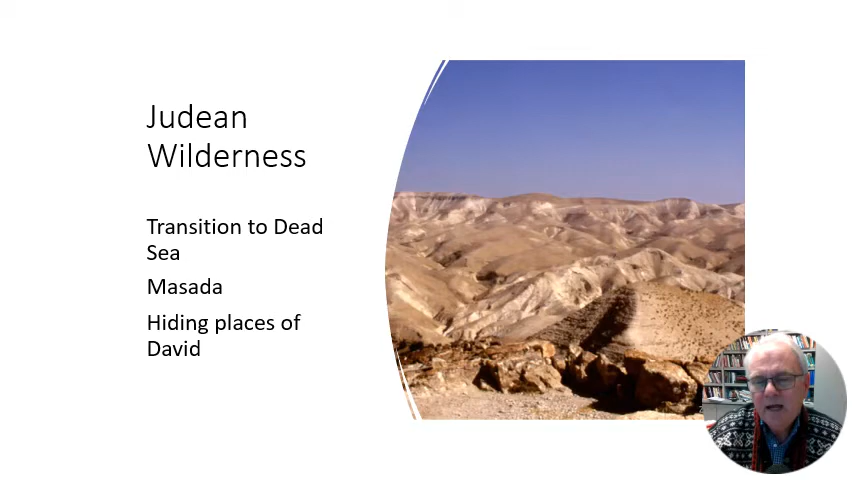 Judean
Wilderness
Transition to Dead
Sea
Masada
Hiding places of
David